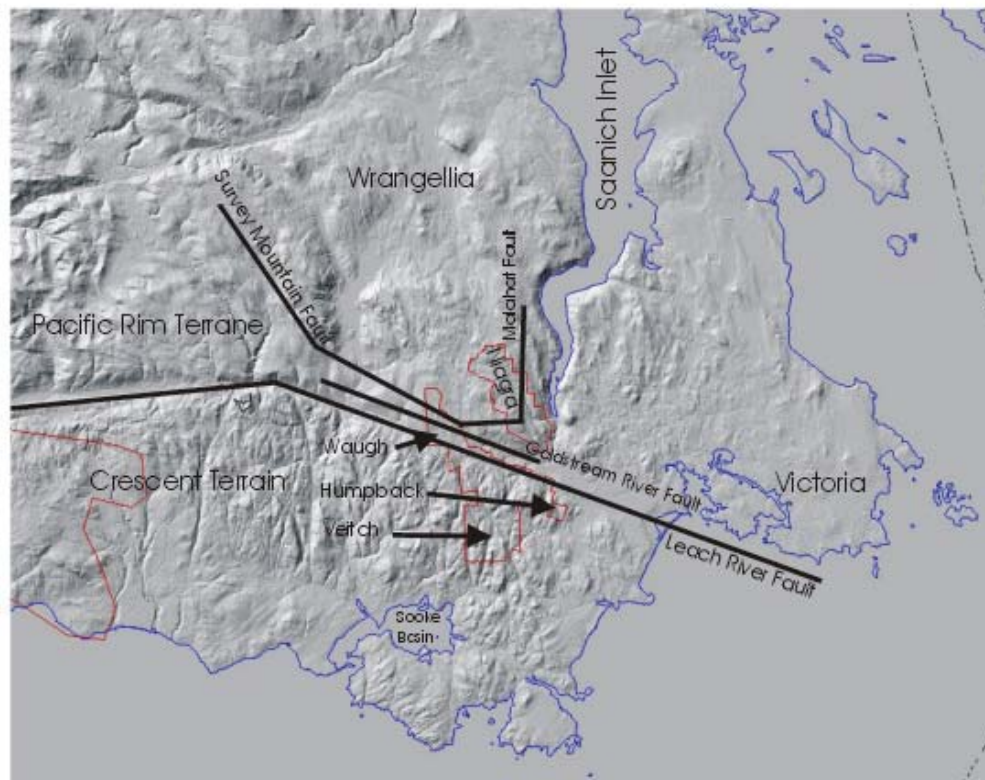 Saanich Inlet
Wrangellia
Survey Mountain Fault
Malahat Fault
Pacific Rim Terrane
Niagra
Waugh
Goldstream River Fault
Crescent Terrain
Victoria
Humpback
Veitch
Leach River Fault
Sooke
Basin